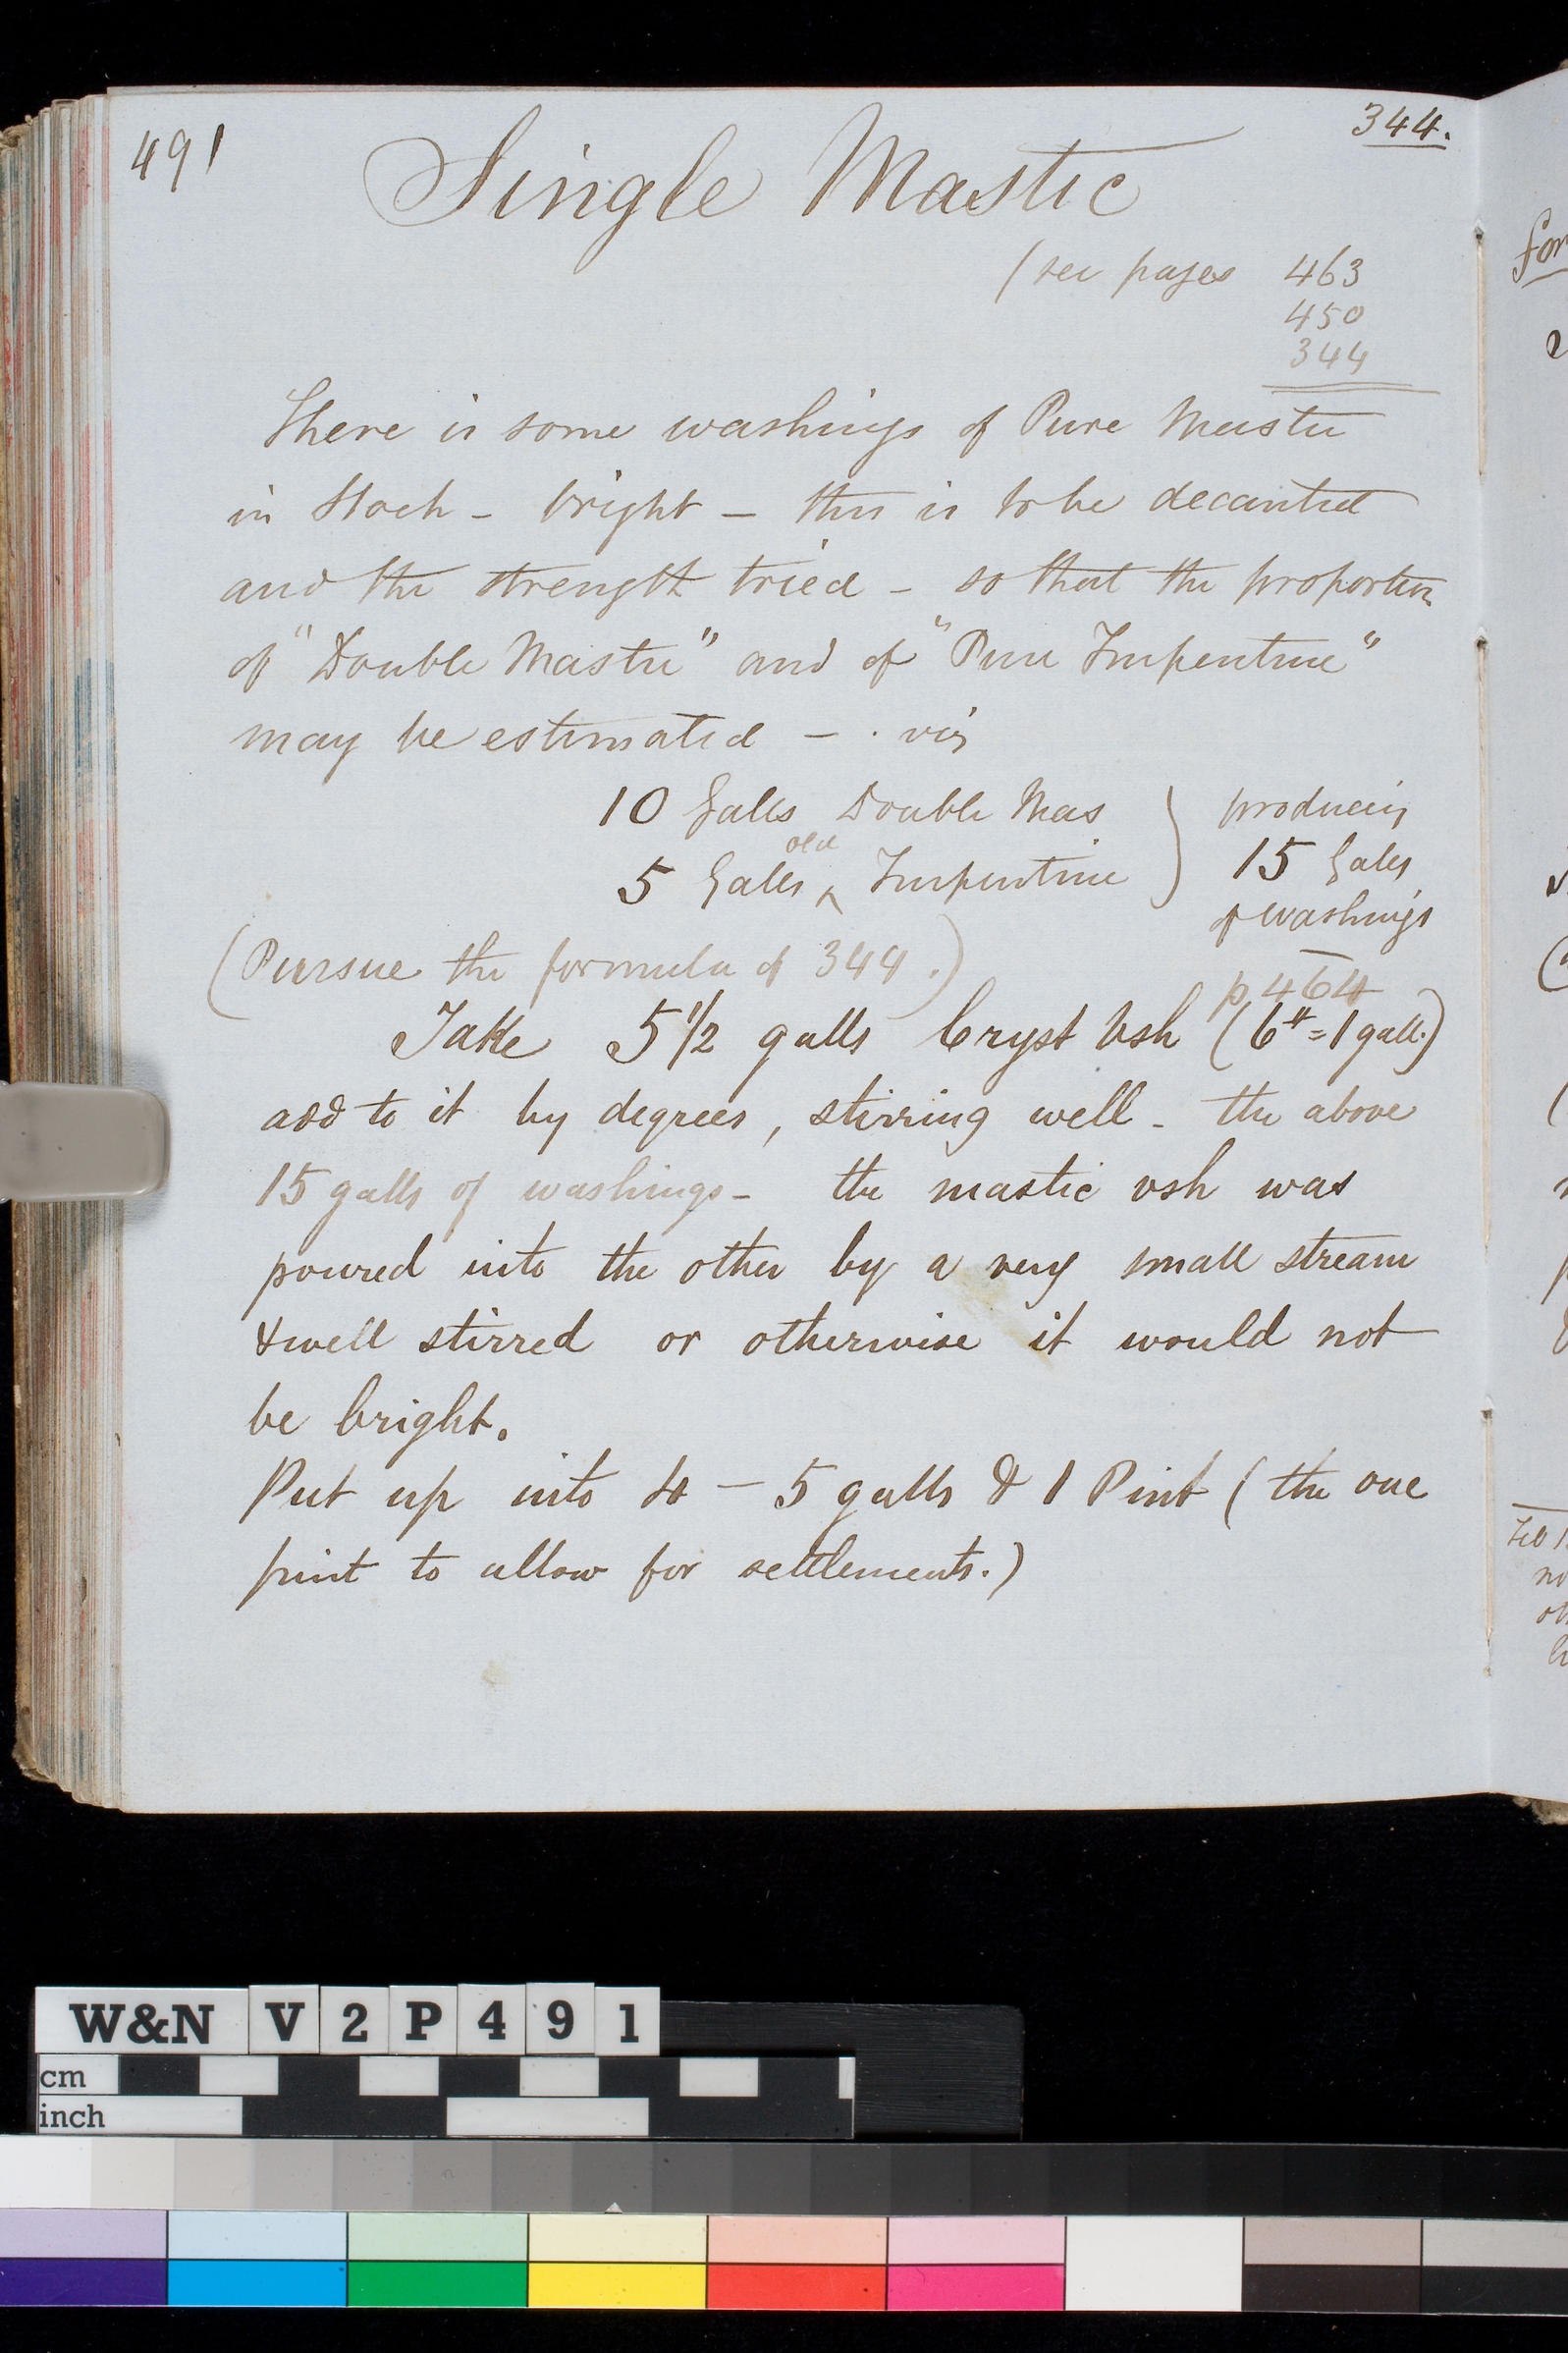 491
344.
Single Mastic
(see pages 463
450
344
There is some washings of Pure Mastic
in Stock - bright - this is to be decanted
and the strength tried - so that the proportion
of "Double Mastic" and of "Pure Turpentine"
may be estimated - . viz
10 Galls Double Mas } producing
5 Galls ^ old Turpentine 15 Galls
of washings
(Pursue the formula of 344.)
p 464
Take 5 1/2 galls Cryst Vsh (6# = 1 gall.)
add to it by degrees, stirring well - the above
15 galls of washings - the mastic vsh was
poured into the other by a very small stream
& well stirred or otherwise it would not
be bright.
Put up into 4 - 5 galls & 1 Pint (the one
pint to allow for settlements.)
for
2
W&N V 2 P 4 9 1
cm
inch